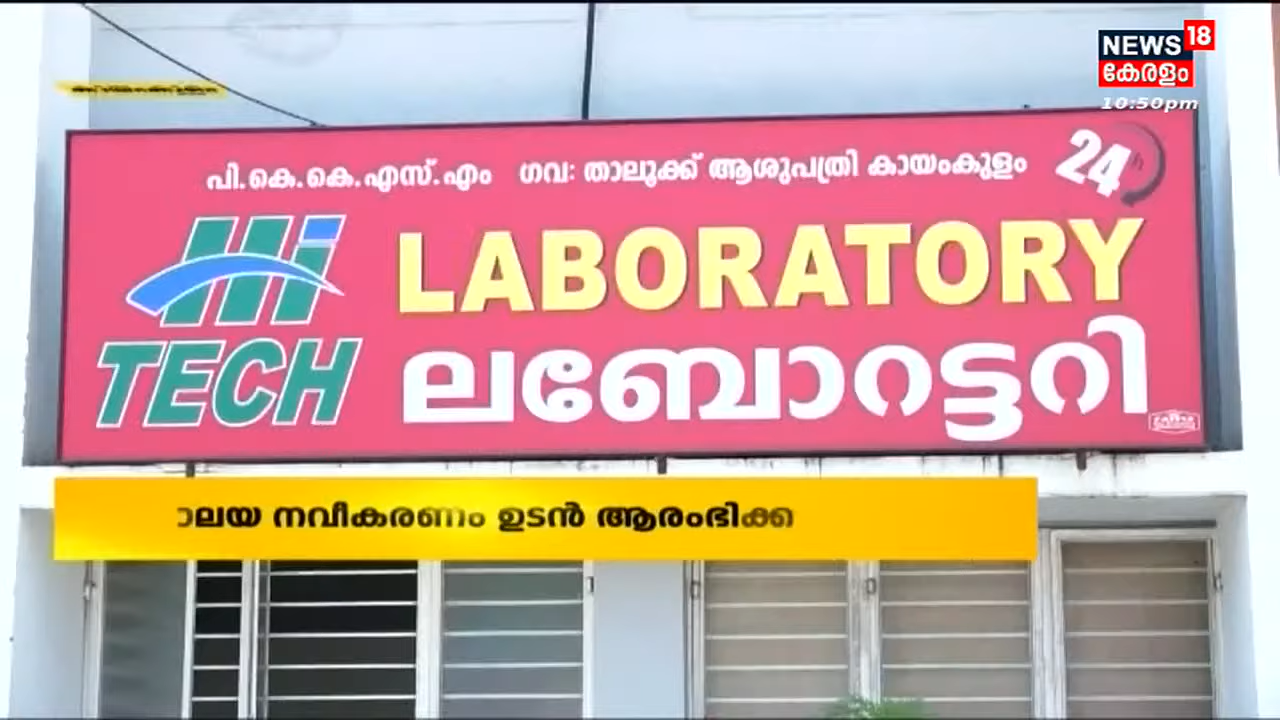 NEWS 18
കേരളം
10:50pm
പി.കെ.കെ.എസ്.എം ഗവ: താലൂക്ക് ആശുപത്രി കായംകുളം
24h
Hi TECH
LABORATORY
ലബോറട്ടറി
ാലയ നവീകരണം ഉടൻ ആരംഭിക്ക